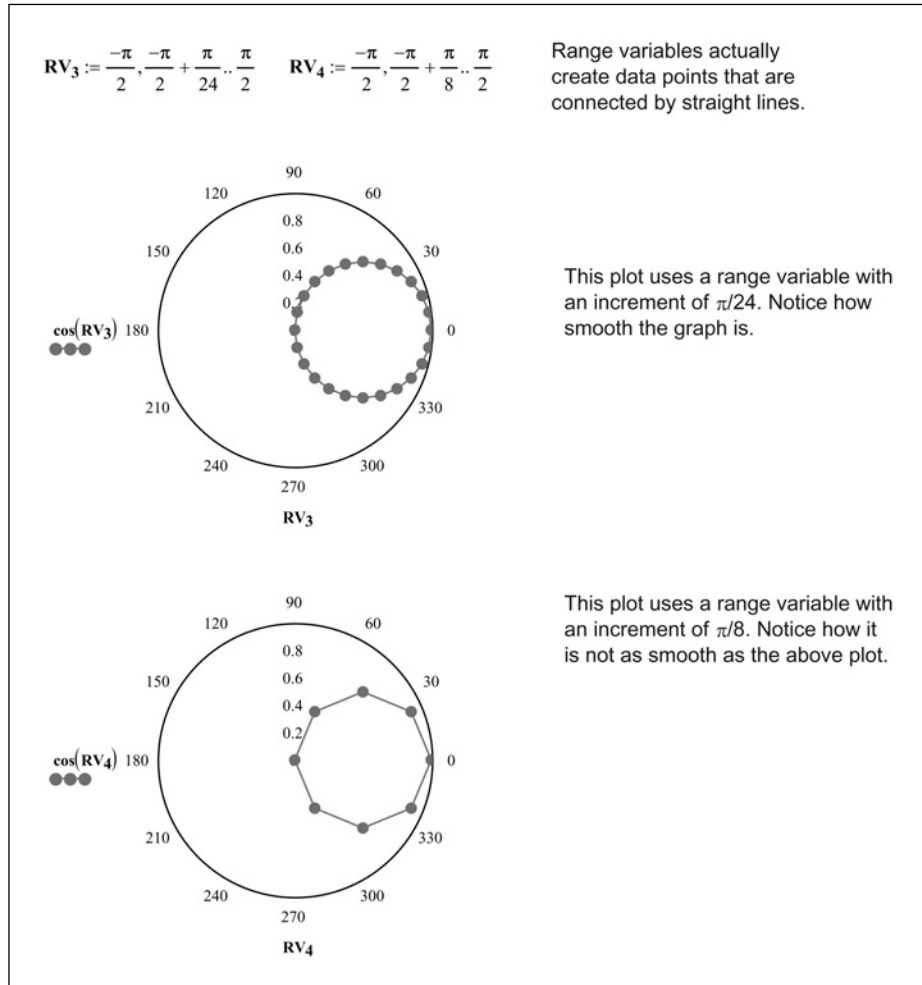 RV₃ := −π/2, −π/2 + π/24 .. π/2 RV₄ := −π/2, −π/2 + π/8 .. π/2
Range variables actually
create data points that are
connected by straight lines.
90
120 60
0.8
150 0.6 30
0.4
0.2
cos(RV₃) 180 0
210 330
240 300
270
RV₃
This plot uses a range variable with
an increment of π/24. Notice how
smooth the graph is.
90
120 60
0.8
150 0.6 30
0.4
0.2
cos(RV₄) 180 0
210 330
240 300
270
RV₄
This plot uses a range variable with
an increment of π/8. Notice how it
is not as smooth as the above plot.